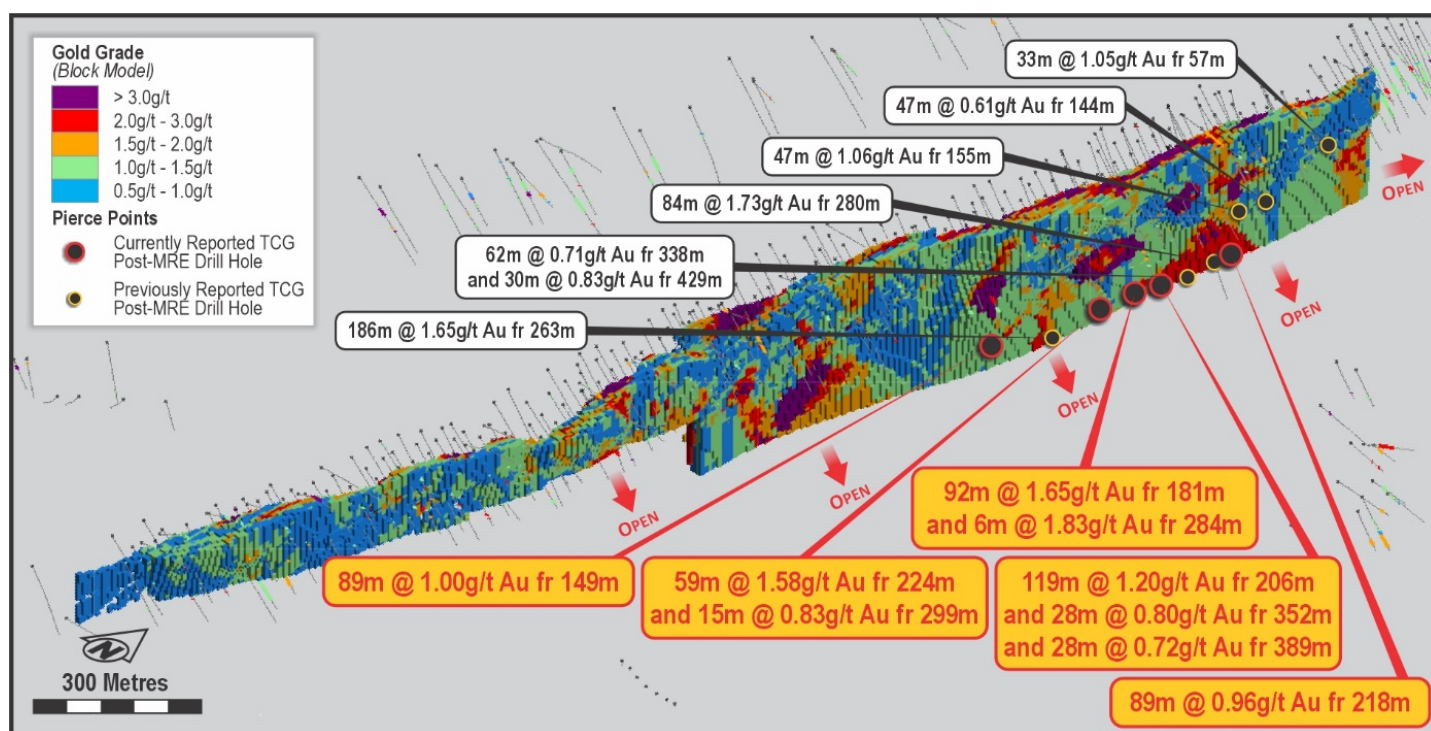 Gold Grade
(Block Model)
> 3.0g/t
2.0g/t - 3.0g/t
1.5g/t - 2.0g/t
1.0g/t - 1.5g/t
0.5g/t - 1.0g/t
Pierce Points
Currently Reported TCG
Post-MRE Drill Hole
Previously Reported TCG
Post-MRE Drill Hole
33m @ 1.05g/t Au fr 57m
47m @ 0.61g/t Au fr 144m
47m @ 1.06g/t Au fr 155m
84m @ 1.73g/t Au fr 280m
62m @ 0.71g/t Au fr 338m
and 30m @ 0.83g/t Au fr 429m
186m @ 1.65g/t Au fr 263m
OPEN
OPEN
OPEN
OPEN
OPEN
92m @ 1.65g/t Au fr 181m
and 6m @ 1.83g/t Au fr 284m
89m @ 1.00g/t Au fr 149m
59m @ 1.58g/t Au fr 224m
and 15m @ 0.83g/t Au fr 299m
119m @ 1.20g/t Au fr 206m
and 28m @ 0.80g/t Au fr 352m
and 28m @ 0.72g/t Au fr 389m
89m @ 0.96g/t Au fr 218m
N
300 Metres